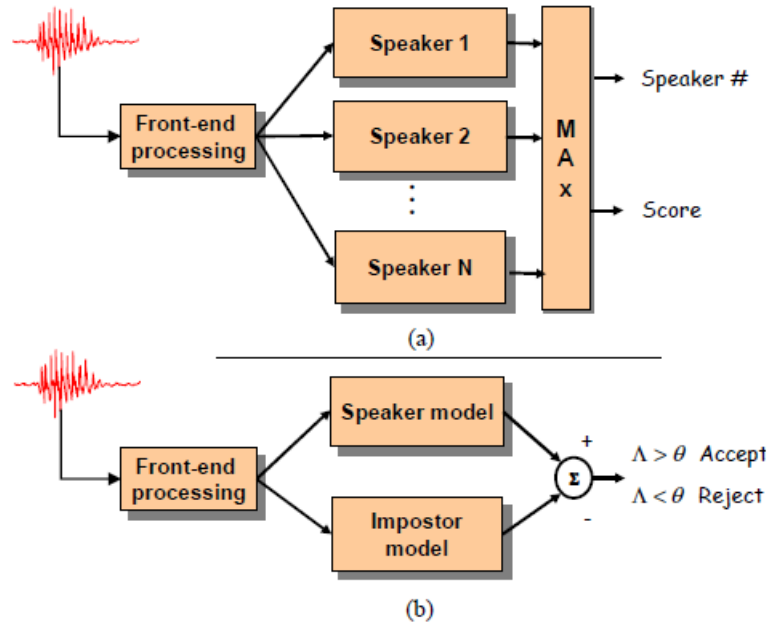 Speaker 1
Front-end
processing
Speaker 2
⋮
Speaker N
M
A
x
Speaker #
Score
(a)
Front-end
processing
Speaker model
Impostor
model
+
Σ
-
Λ > θ Accept
Λ < θ Reject
(b)